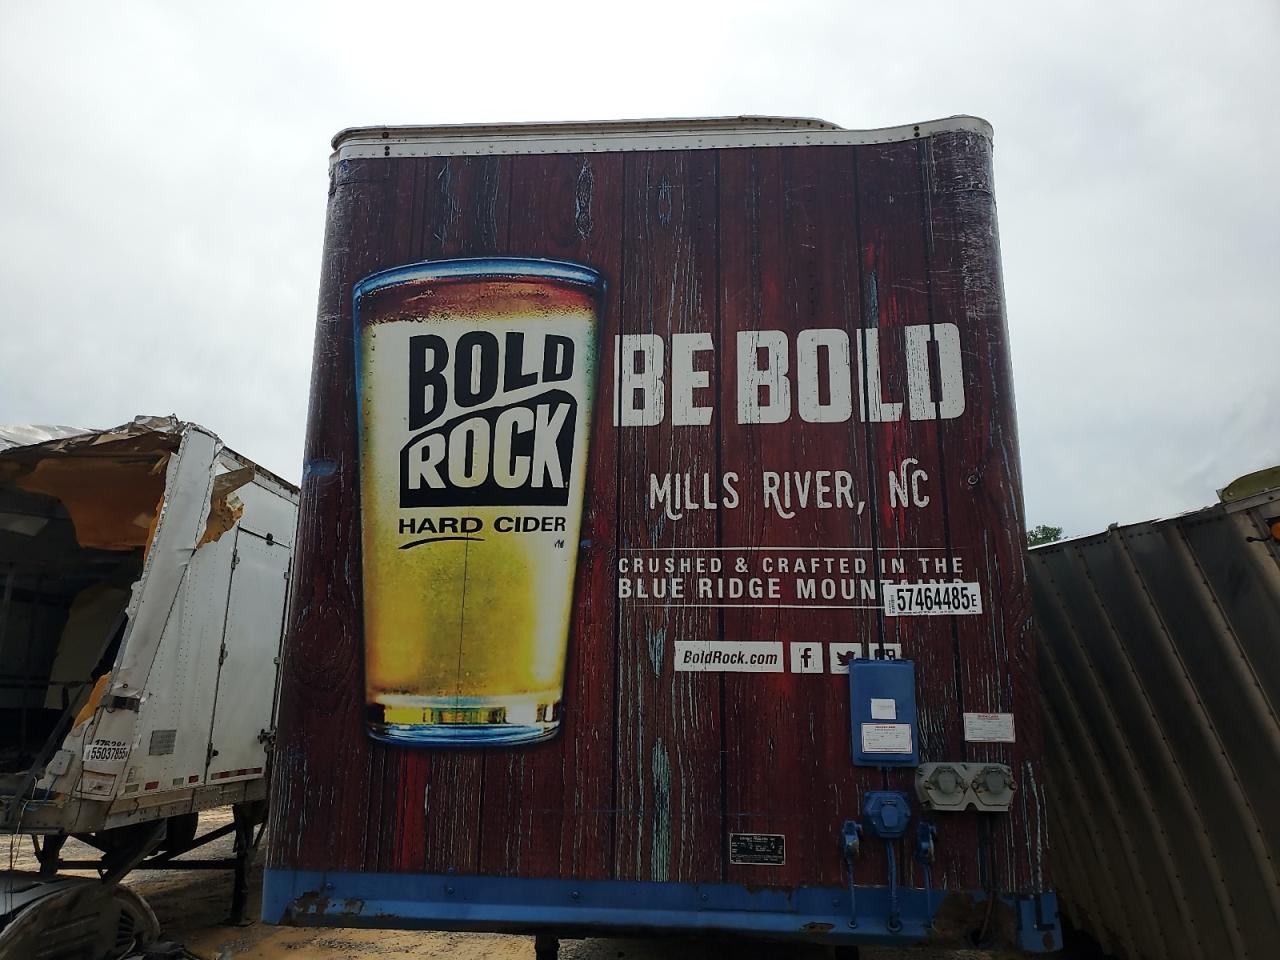 BOLD
ROCK
HARD CIDER
BE BOLD
MILLS RIVER, NC
CRUSHED & CRAFTED IN THE
BLUE RIDGE
57464485E
BoldRock.com
f
55037855